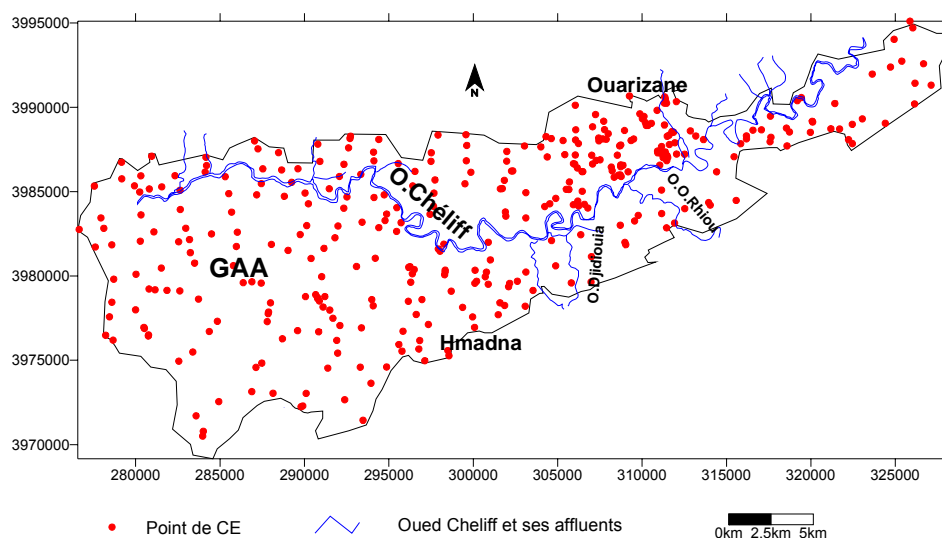 3995000
3990000
3985000
3980000
3975000
3970000
N
Ouarizane
O.Chéliff
O.O.Rhiou
GAA
O.Djidiouia
Hmadna
280000 285000 290000 295000 300000 305000 310000 315000 320000 325000
Point de CE
Oued Cheliff et ses affluents
0km 2.5km 5km